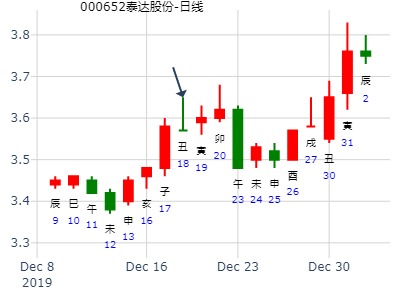 000652泰达股份-日线
3.8
3.7
3.6
3.5
3.4
3.3
辰 巳 午 未 申 亥 子 丑 寅 卯 午 未 申 酉 戌 丑 寅 辰
9 10 11 12 13 16 17 18 19 20 23 24 25 26 27 30 31 2
Dec 8 Dec 16 Dec 23 Dec 30
2019